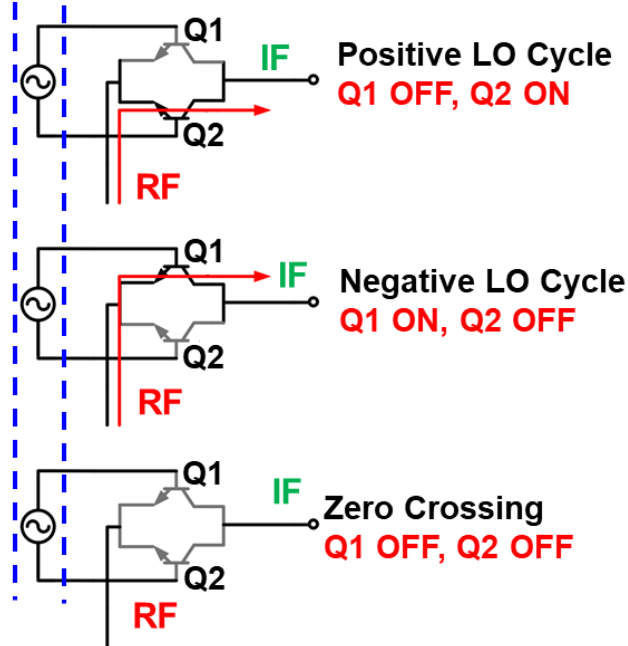 Q1
IF
Positive LO Cycle
Q1 OFF, Q2 ON
Q2
RF
Q1
IF
Negative LO Cycle
Q1 ON, Q2 OFF
Q2
RF
Q1
IF
Zero Crossing
Q1 OFF, Q2 OFF
Q2
RF